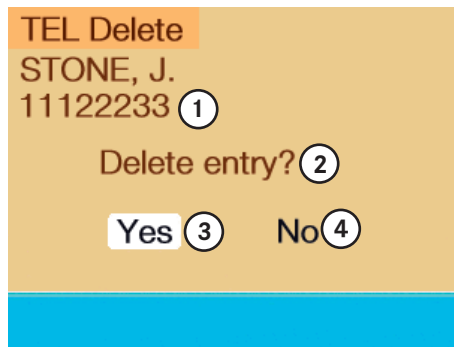 TEL Delete
STONE, J.
11122233 1
Delete entry? 2
Yes 3 No 4